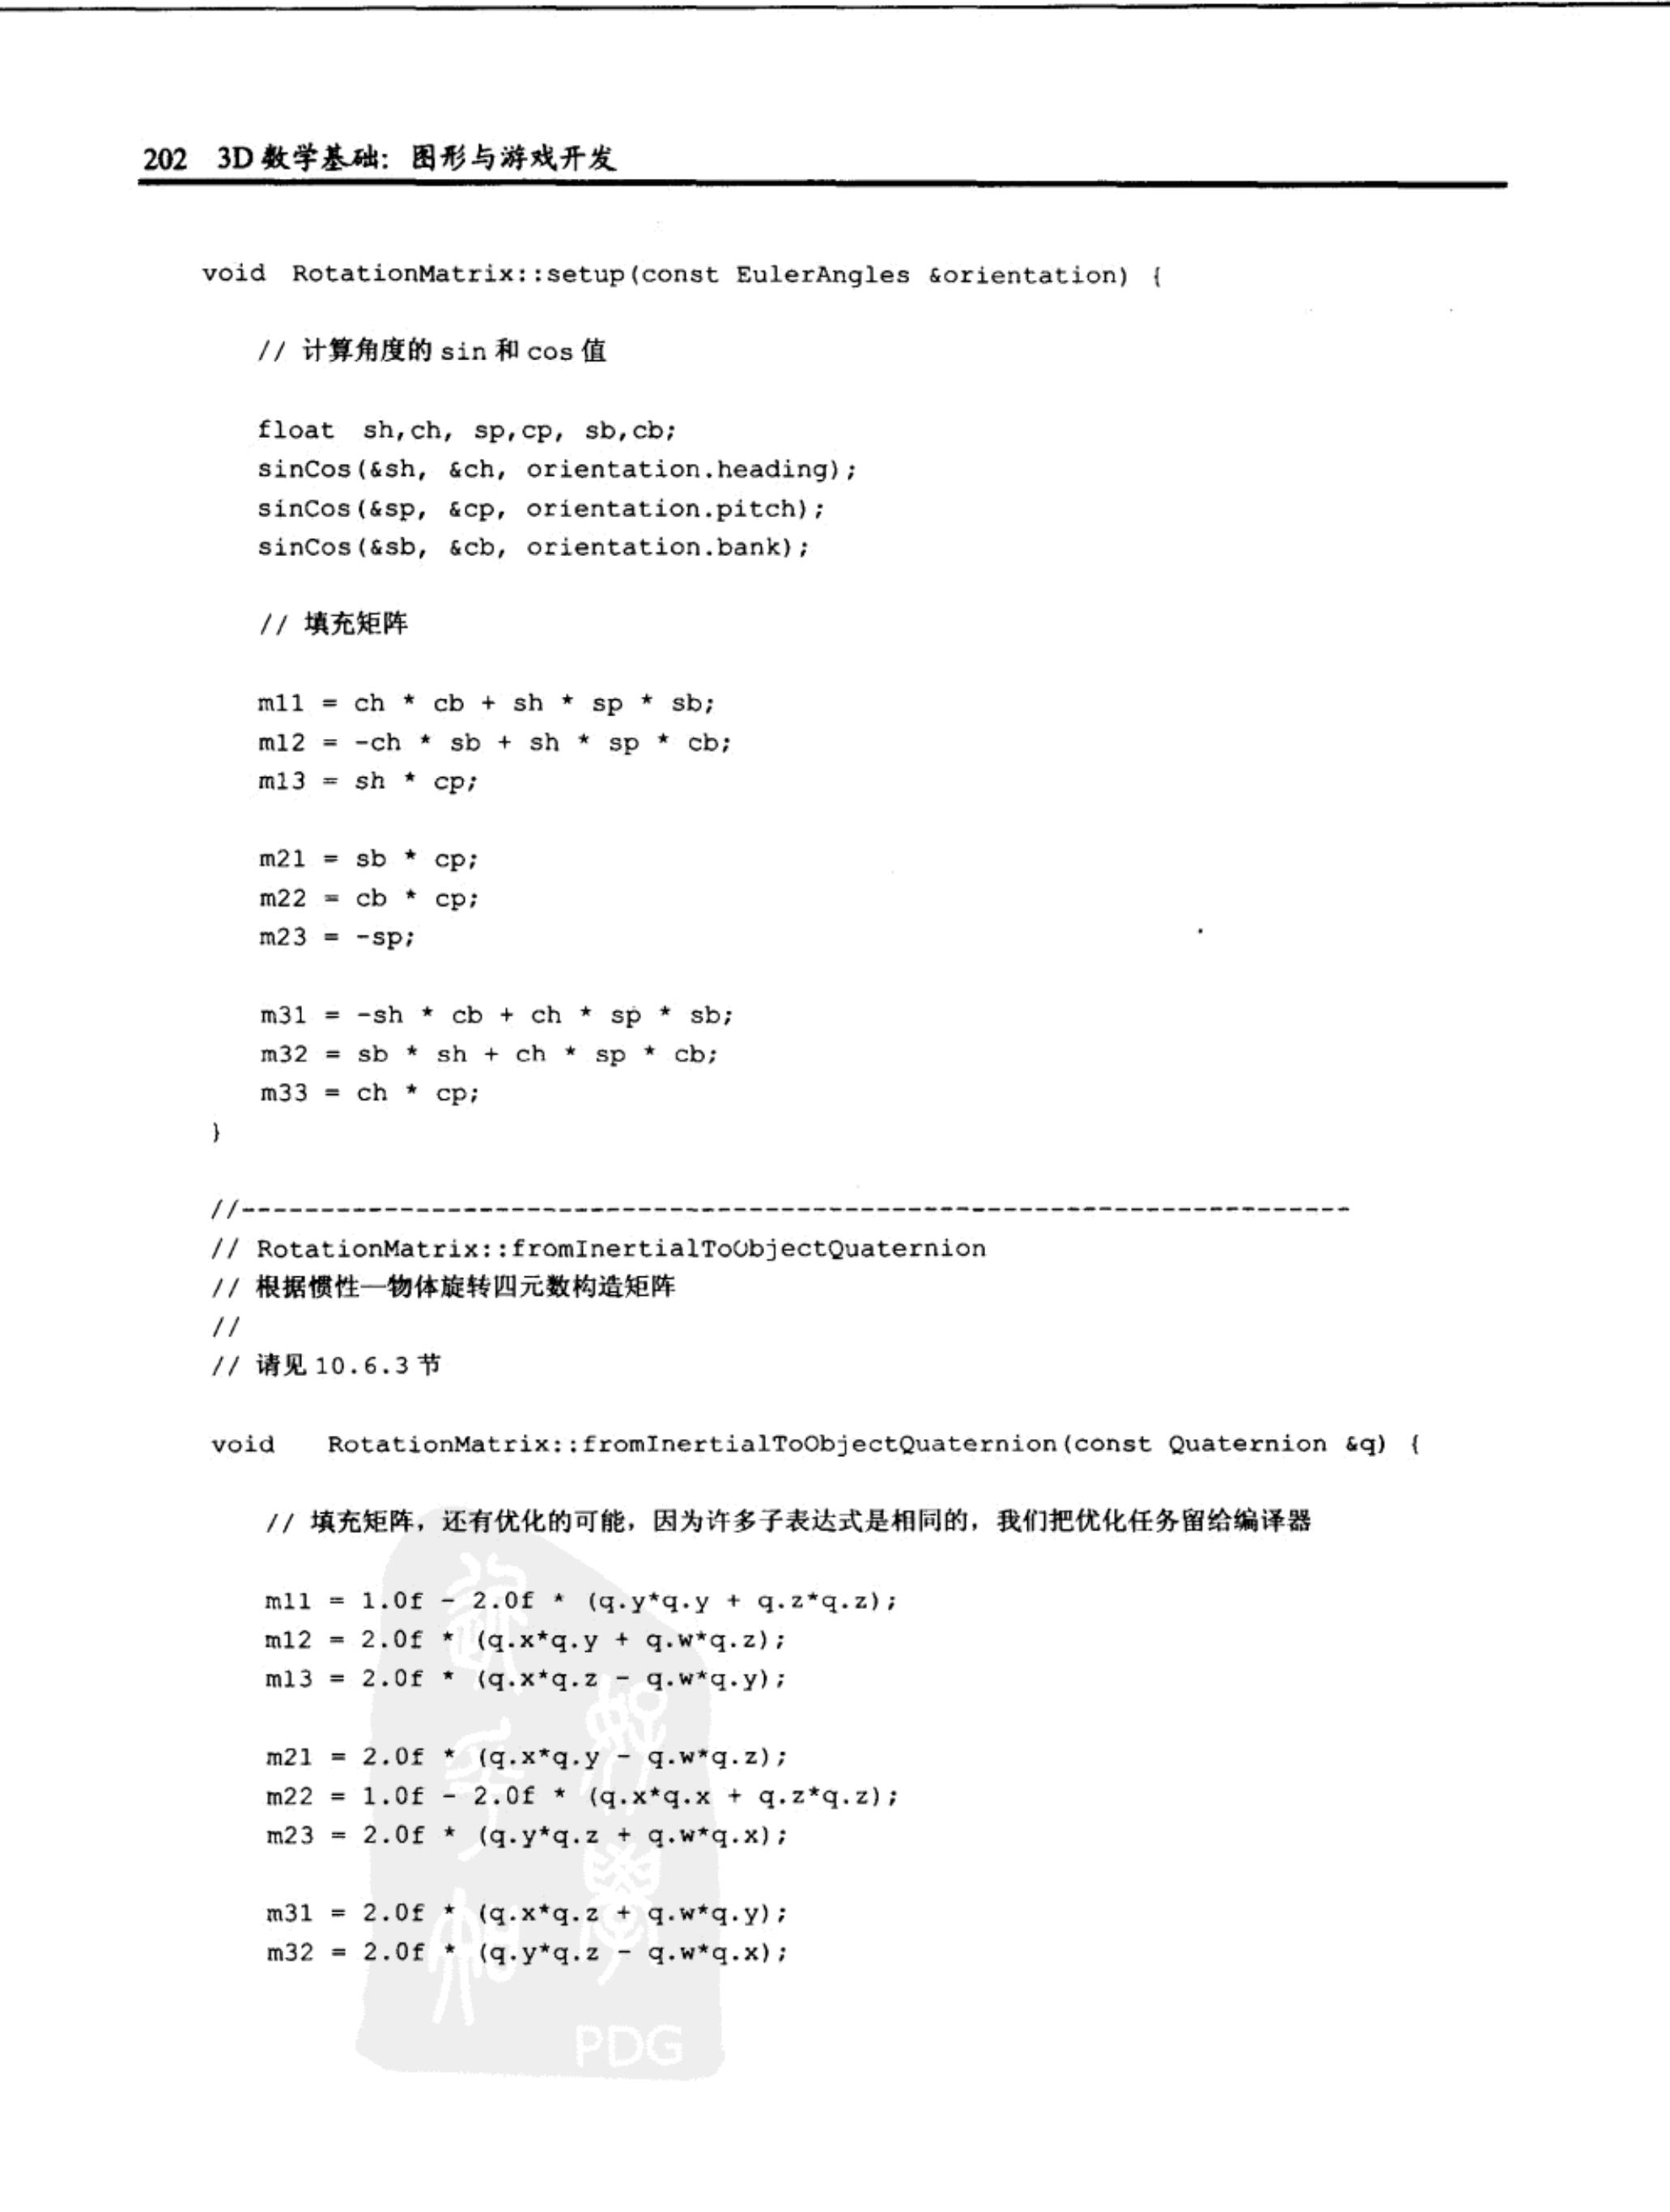 202 3D 数学基础：图形与游戏开发
void RotationMatrix::setup(const EulerAngles &orientation) {
// 计算角度的 sin 和 cos 值
float sh,ch, sp,cp, sb,cb;
sinCos(&sh, &ch, orientation.heading);
sinCos(&sp, &cp, orientation.pitch);
sinCos(&sb, &cb, orientation.bank);
// 填充矩阵
m11 = ch * cb + sh * sp * sb;
m12 = -ch * sb + sh * sp * cb;
m13 = sh * cp;
m21 = sb * cp;
m22 = cb * cp;
m23 = -sp;
m31 = -sh * cb + ch * sp * sb;
m32 = sb * sh + ch * sp * cb;
m33 = ch * cp;
}
//---------------------------------------------------------------------
// RotationMatrix::fromInertialToObjectQuaternion
// 根据惯性—物体旋转四元数构造矩阵
//
// 请见 10.6.3 节
void RotationMatrix::fromInertialToObjectQuaternion(const Quaternion &q) {
// 填充矩阵，还有优化的可能，因为许多子表达式是相同的，我们把优化任务留给编译器
m11 = 1.0f - 2.0f * (q.y*q.y + q.z*q.z);
m12 = 2.0f * (q.x*q.y + q.w*q.z);
m13 = 2.0f * (q.x*q.z - q.w*q.y);
m21 = 2.0f * (q.x*q.y - q.w*q.z);
m22 = 1.0f - 2.0f * (q.x*q.x + q.z*q.z);
m23 = 2.0f * (q.y*q.z + q.w*q.x);
m31 = 2.0f * (q.x*q.z + q.w*q.y);
m32 = 2.0f * (q.y*q.z - q.w*q.x);
PDG